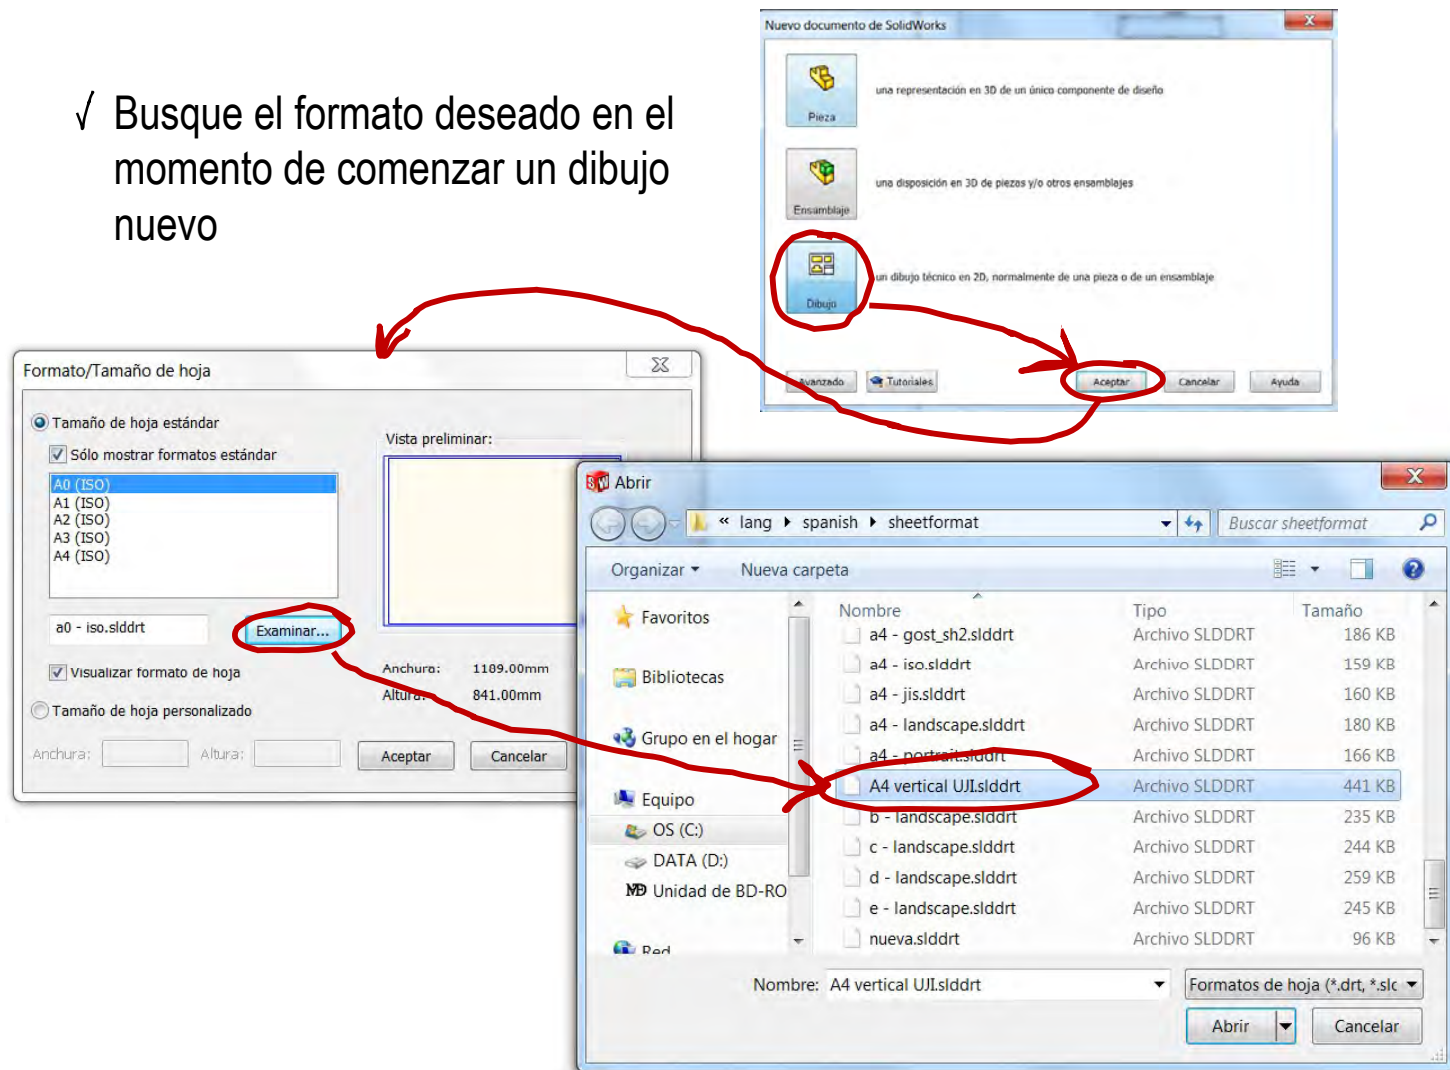 √ Busque el formato deseado en el
momento de comenzar un dibujo
nuevo
Nuevo documento de SolidWorks
Pieza
una representación en 3D de un único componente de diseño
Ensamblaje
una disposición en 3D de piezas y/o otros ensamblajes
Dibujo
un dibujo técnico en 2D, normalmente de una pieza o de un ensamblaje
Avanzado Tutoriales Aceptar Cancelar Ayuda
Formato/Tamaño de hoja
Tamaño de hoja estándar
Sólo mostrar formatos estándar
A0 (ISO)
A1 (ISO)
A2 (ISO)
A3 (ISO)
A4 (ISO)
a0 - iso.slddrt
Examinar...
Visualizar formato de hoja
Tamaño de hoja personalizado
Anchura: Altura:
Vista preliminar:
Anchura: 1189.00mm
Altura: 841.00mm
Aceptar Cancelar
SW Abrir
« lang spanish sheetformat
Buscar sheetformat
Organizar Nueva carpeta
Favoritos
Bibliotecas
Grupo en el hogar
Equipo
OS (C:)
DATA (D:)
Unidad de BD-RO
Red
Nombre Tipo Tamaño
a4 - gost_sh2.slddrt Archivo SLDDRT 186 KB
a4 - iso.slddrt Archivo SLDDRT 159 KB
a4 - jis.slddrt Archivo SLDDRT 160 KB
a4 - landscape.slddrt Archivo SLDDRT 180 KB
a4 - portrait.slddrt Archivo SLDDRT 166 KB
A4 vertical UJI.slddrt Archivo SLDDRT 441 KB
b - landscape.slddrt Archivo SLDDRT 235 KB
c - landscape.slddrt Archivo SLDDRT 244 KB
d - landscape.slddrt Archivo SLDDRT 259 KB
e - landscape.slddrt Archivo SLDDRT 245 KB
nueva.slddrt Archivo SLDDRT 96 KB
Nombre: A4 vertical UJI.slddrt
Formatos de hoja (*.drt, *.slc
Abrir Cancelar